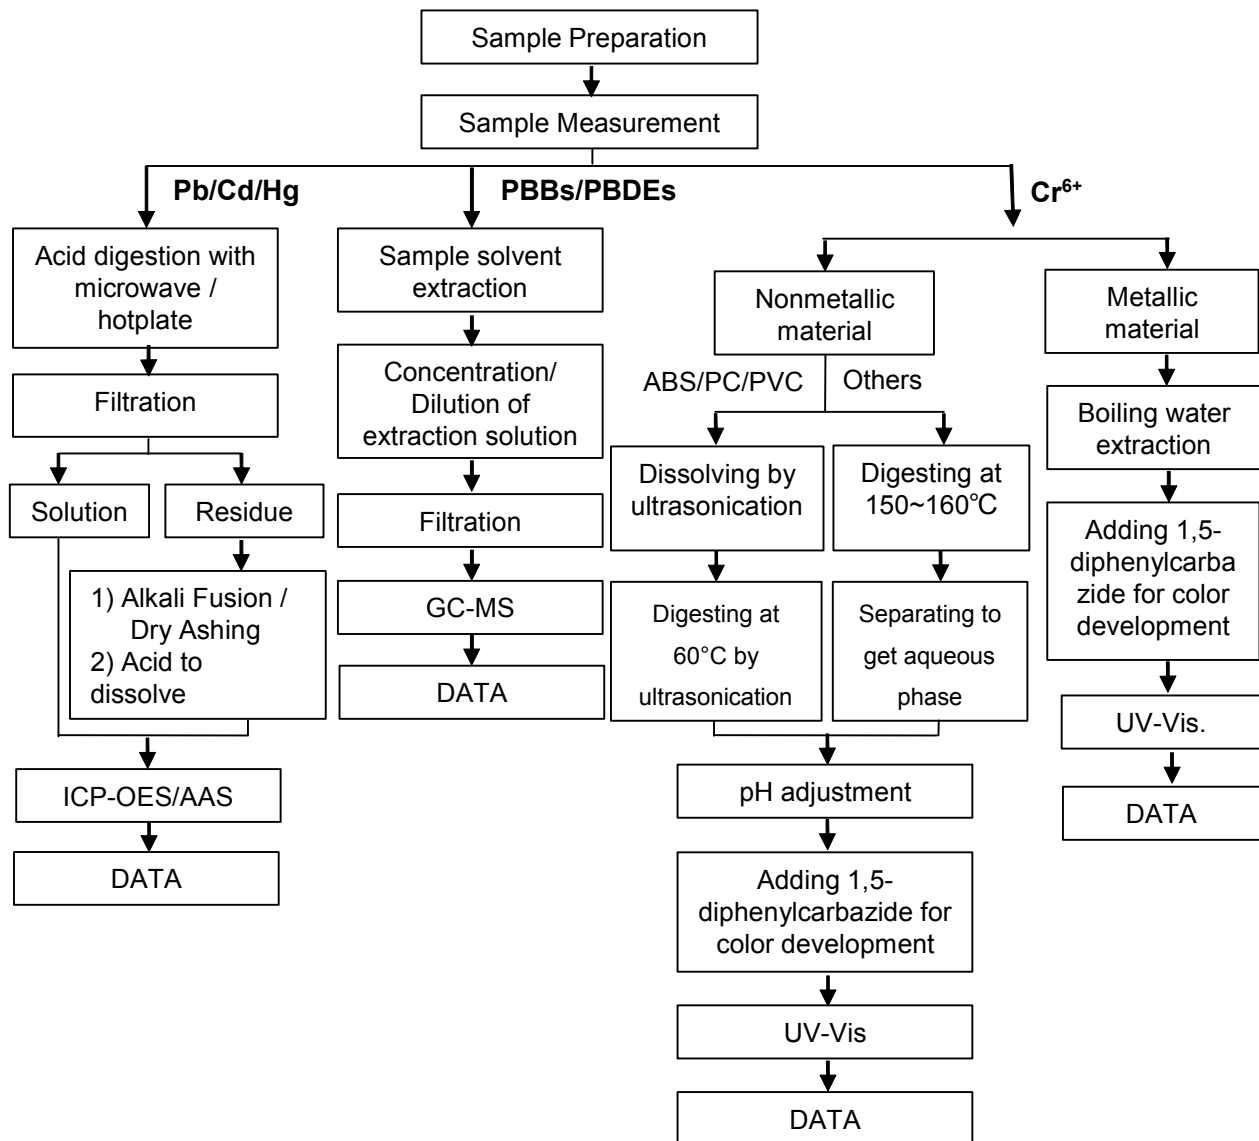 Sample Preparation
Sample Measurement
Pb/Cd/Hg
Acid digestion with
microwave /
hotplate
Filtration
Solution
Residue
1) Alkali Fusion /
Dry Ashing
2) Acid to
dissolve
ICP-OES/AAS
DATA
PBBs/PBDEs
Sample solvent
extraction
Concentration/
Dilution of
extraction solution
Filtration
GC-MS
DATA
Cr⁶⁺
Nonmetallic
material
ABS/PC/PVC
Others
Dissolving by
ultrasonication
Digesting at
60°C by
ultrasonication
Digesting at
150~160℃
Separating to
get aqueous
phase
pH adjustment
Adding 1,5-
diphenylcarbazide for
color development
UV-Vis
DATA
Metallic
material
Boiling water
extraction
Adding 1,5-
diphenylcarba
zide for color
development
UV-Vis.
DATA